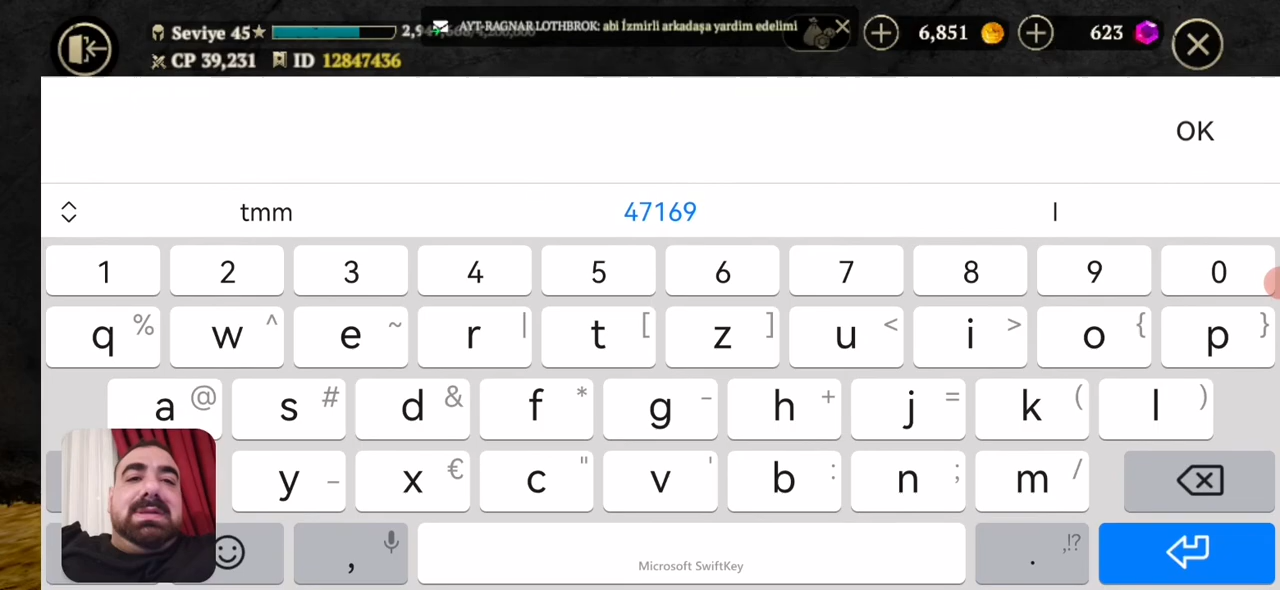 Seviye 45★
AYT-RAGNAR LOTHBROK: abi İzmirli arkadaşa yardim edelimi
6,851
623
CP 39,231
ID 12847436
OK
tmm
47169
l
1 2 3 4 5 6 7 8 9 0
q % w ^ e ~ r | t [ z ] u < i > o { p }
a @ s # d & f * g - h + j = k ( l )
y _ x € c " v ' b : n ; m /
, Microsoft SwiftKey . ,!?